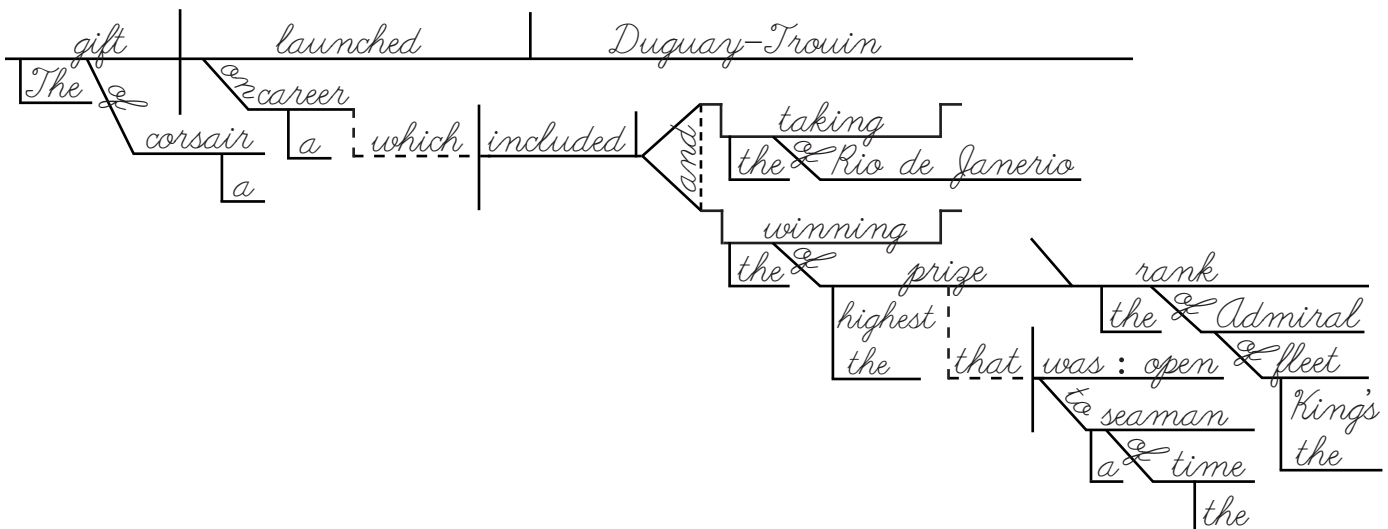 gift launched Duguay-Trouin
The of on career
corsair a which included and taking
a the of Rio de Janerio
winning
the of prize rank
highest the of Admiral
the that was : open of fleet
to seaman King's
a of time the
the